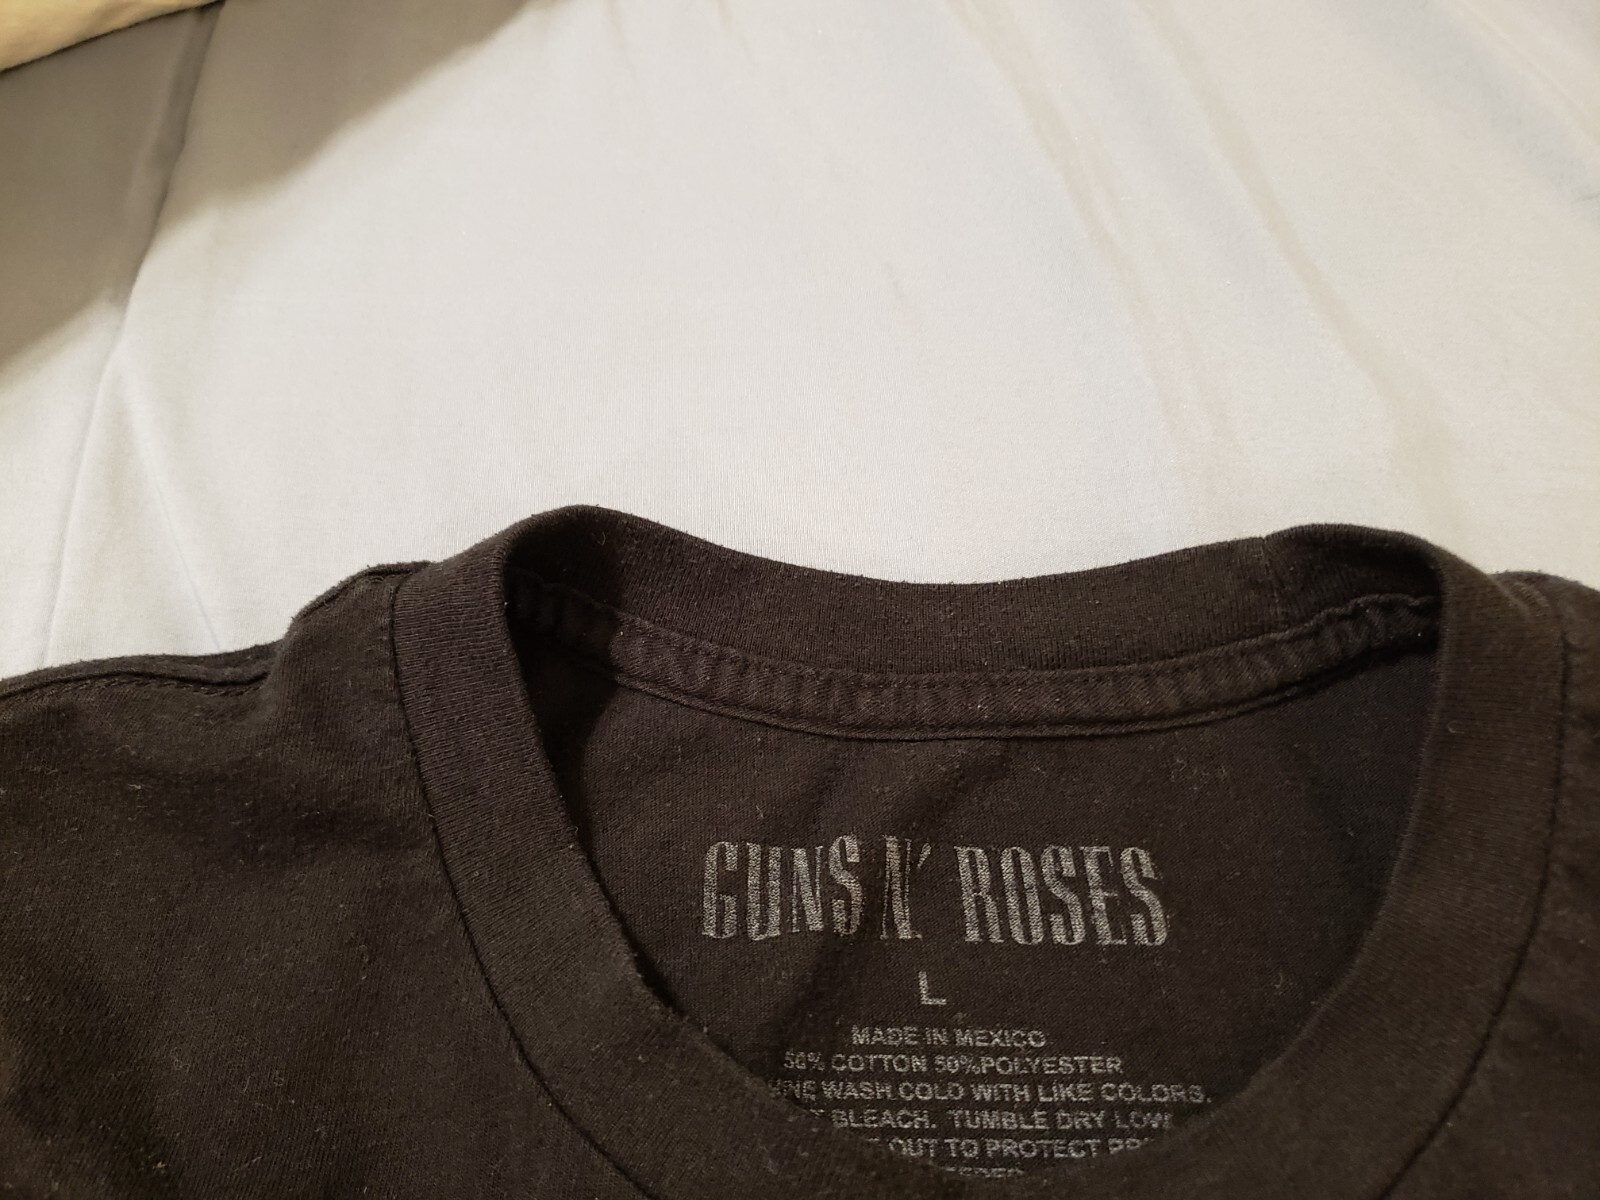 GUNS N' ROSES
L
MADE IN MEXICO
50% COTTON 50%POLYESTER
WASH COLD WITH LIKE COLORS.
BLEACH. TUMBLE DRY LOW
OUT TO PROTECT